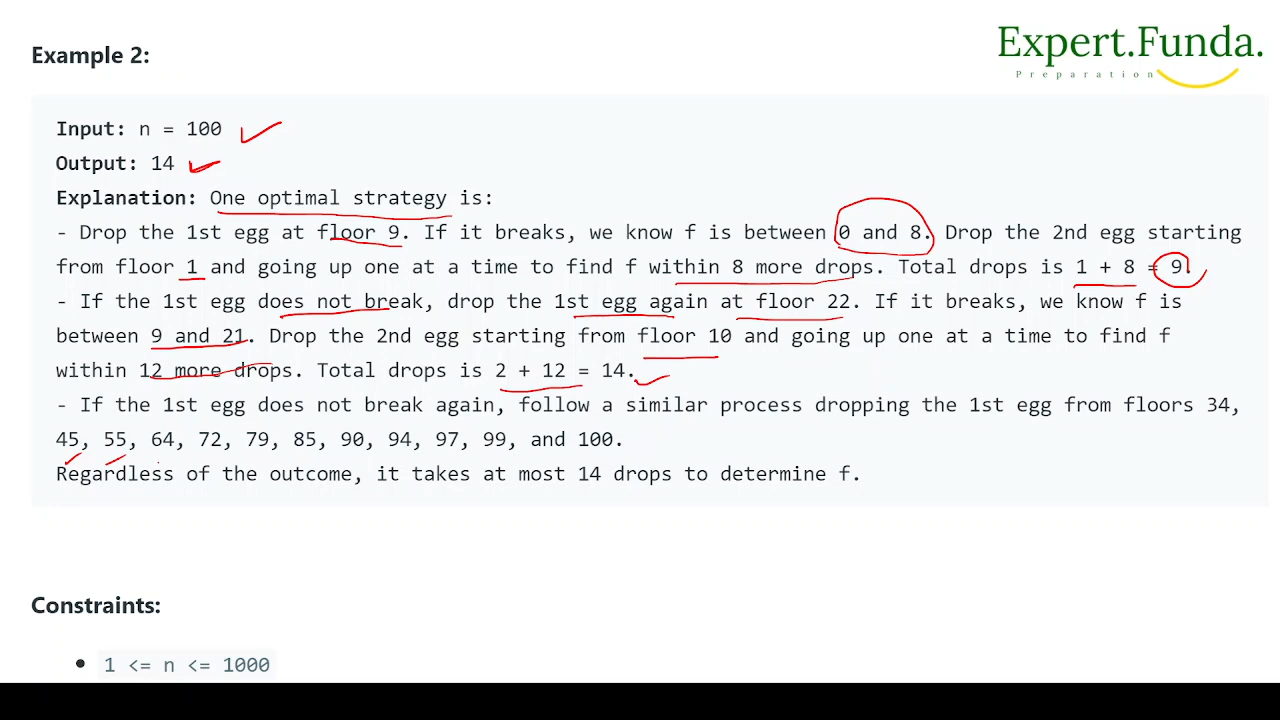 Expert.Funda.
Preparation
Example 2:
Input: n = 100
Output: 14
Explanation: One optimal strategy is:
- Drop the 1st egg at floor 9. If it breaks, we know f is between 0 and 8. Drop the 2nd egg starting
from floor 1 and going up one at a time to find f within 8 more drops. Total drops is 1 + 8 = 9.
- If the 1st egg does not break, drop the 1st egg again at floor 22. If it breaks, we know f is
between 9 and 21. Drop the 2nd egg starting from floor 10 and going up one at a time to find f
within 12 more drops. Total drops is 2 + 12 = 14.
- If the 1st egg does not break again, follow a similar process dropping the 1st egg from floors 34,
45, 55, 64, 72, 79, 85, 90, 94, 97, 99, and 100.
Regardless of the outcome, it takes at most 14 drops to determine f.
Constraints:
• 1 <= n <= 1000